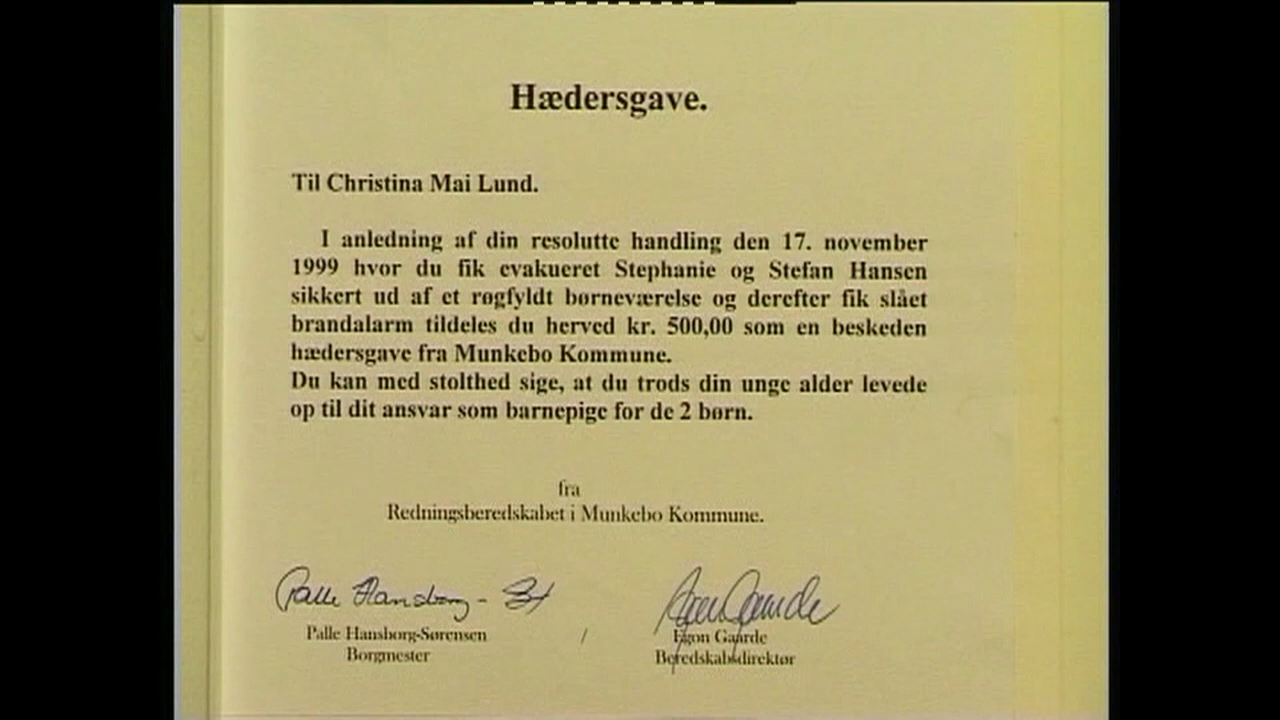 Hædersgave.
Til Christina Mai Lund.
I anledning af din resolutte handling den 17. november
1999 hvor du fik evakueret Stephanie og Stefan Hansen
sikkert ud af et røgfyldt børneværelse og derefter fik slået
brandalarm tildeles du herved kr. 500,00 som en beskeden
hædersgave fra Munkebo Kommune.
Du kan med stolthed sige, at du trods din unge alder levede
op til dit ansvar som barnepige for de 2 børn.
fra
Redningsberedskabet i Munkebo Kommune.
Palle Hansborg-Sørensen / Egon Gaarde
Borgmester Beredskabsdirektør